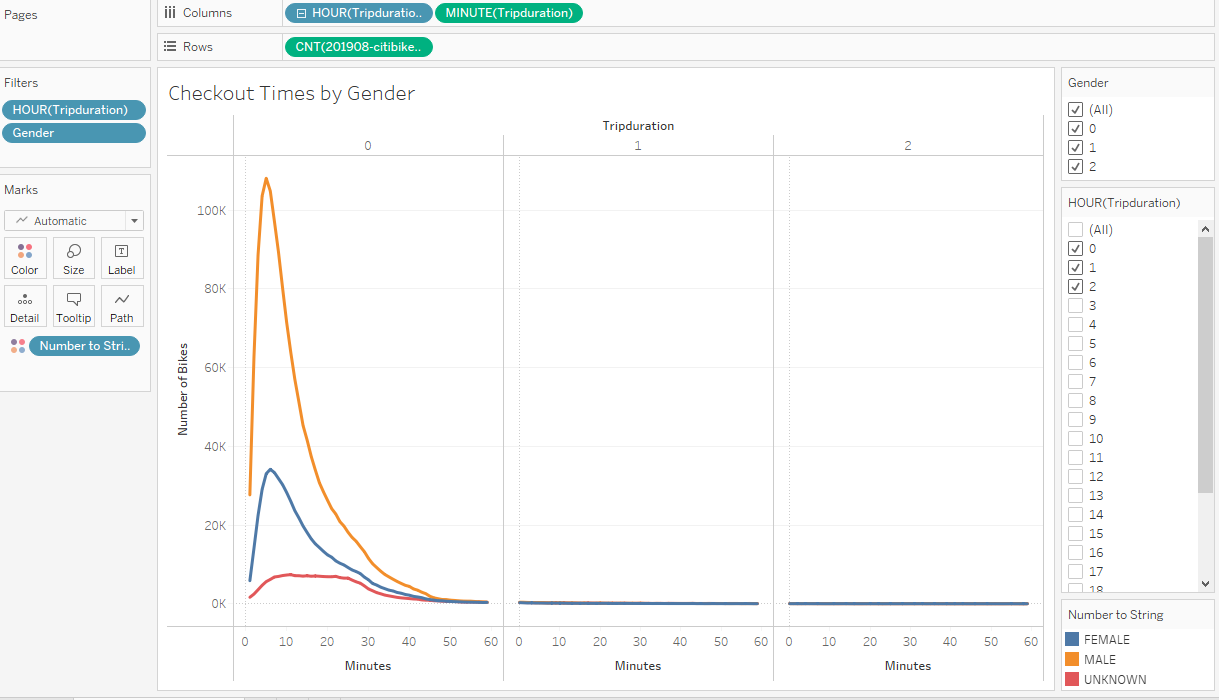 Pages
Columns
HOUR(Tripduratio..
MINUTE(Tripduration)
Rows
CNT(201908-citibike..
Filters
HOUR(Tripduration)
Gender
Marks
Automatic
Color Size Label
Detail Tooltip Path
Number to Stri..
Checkout Times by Gender
Tripduration
0 1 2
Number of Bikes
100K
80K
60K
40K
20K
0K
0 10 20 30 40 50 60 0 10 20 30 40 50 60 0 10 20 30 40 50 60
Minutes Minutes Minutes
Gender
(All)
0
1
2
HOUR(Tripduration)
(All)
0
1
2
3
4
5
6
7
8
9
10
11
12
13
14
15
16
17
18
Number to String
FEMALE
MALE
UNKNOWN